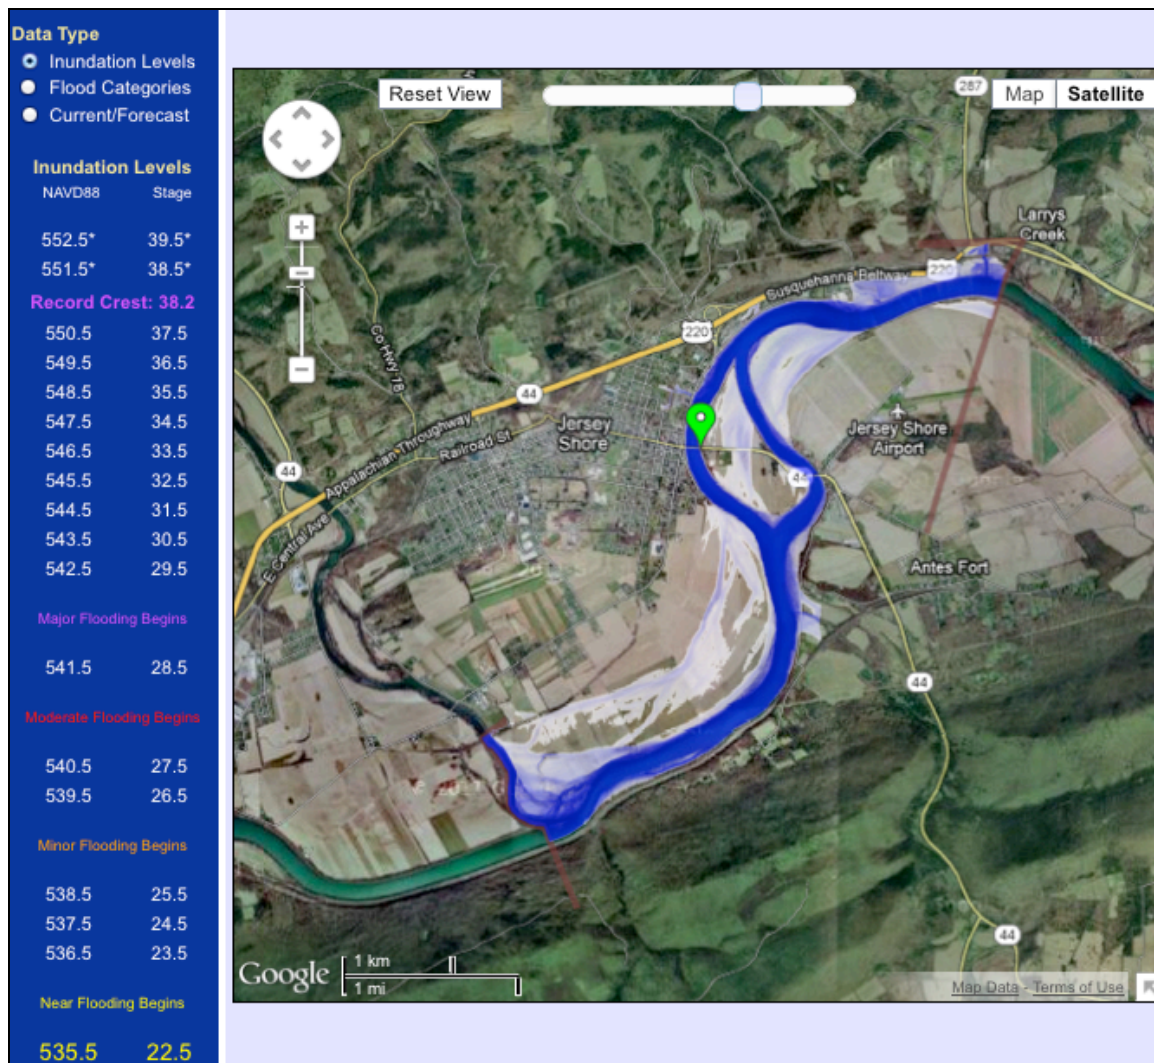 Data Type
Inundation Levels
Flood Categories
Current/Forecast
Inundation Levels
NAVD88 Stage
552.5* 39.5*
551.5* 38.5*
Record Crest: 38.2
550.5 37.5
549.5 36.5
548.5 35.5
547.5 34.5
546.5 33.5
545.5 32.5
544.5 31.5
543.5 30.5
542.5 29.5
Major Flooding Begins
541.5 28.5
Moderate Flooding Begins
540.5 27.5
539.5 26.5
Minor Flooding Begins
538.5 25.5
537.5 24.5
536.5 23.5
Near Flooding Begins
535.5 22.5
Reset View
287
Map
Satellite
Larrys
Creek
220
Susquehanna Beltway
220
Co Hwy 78
44
Appalachian Throughway
Railroad St
Jersey
Shore
Jersey Shore
Airport
44
44
E Central Ave
Antes Fort
44
44
Google
1 km
1 mi
Map Data - Terms of Use